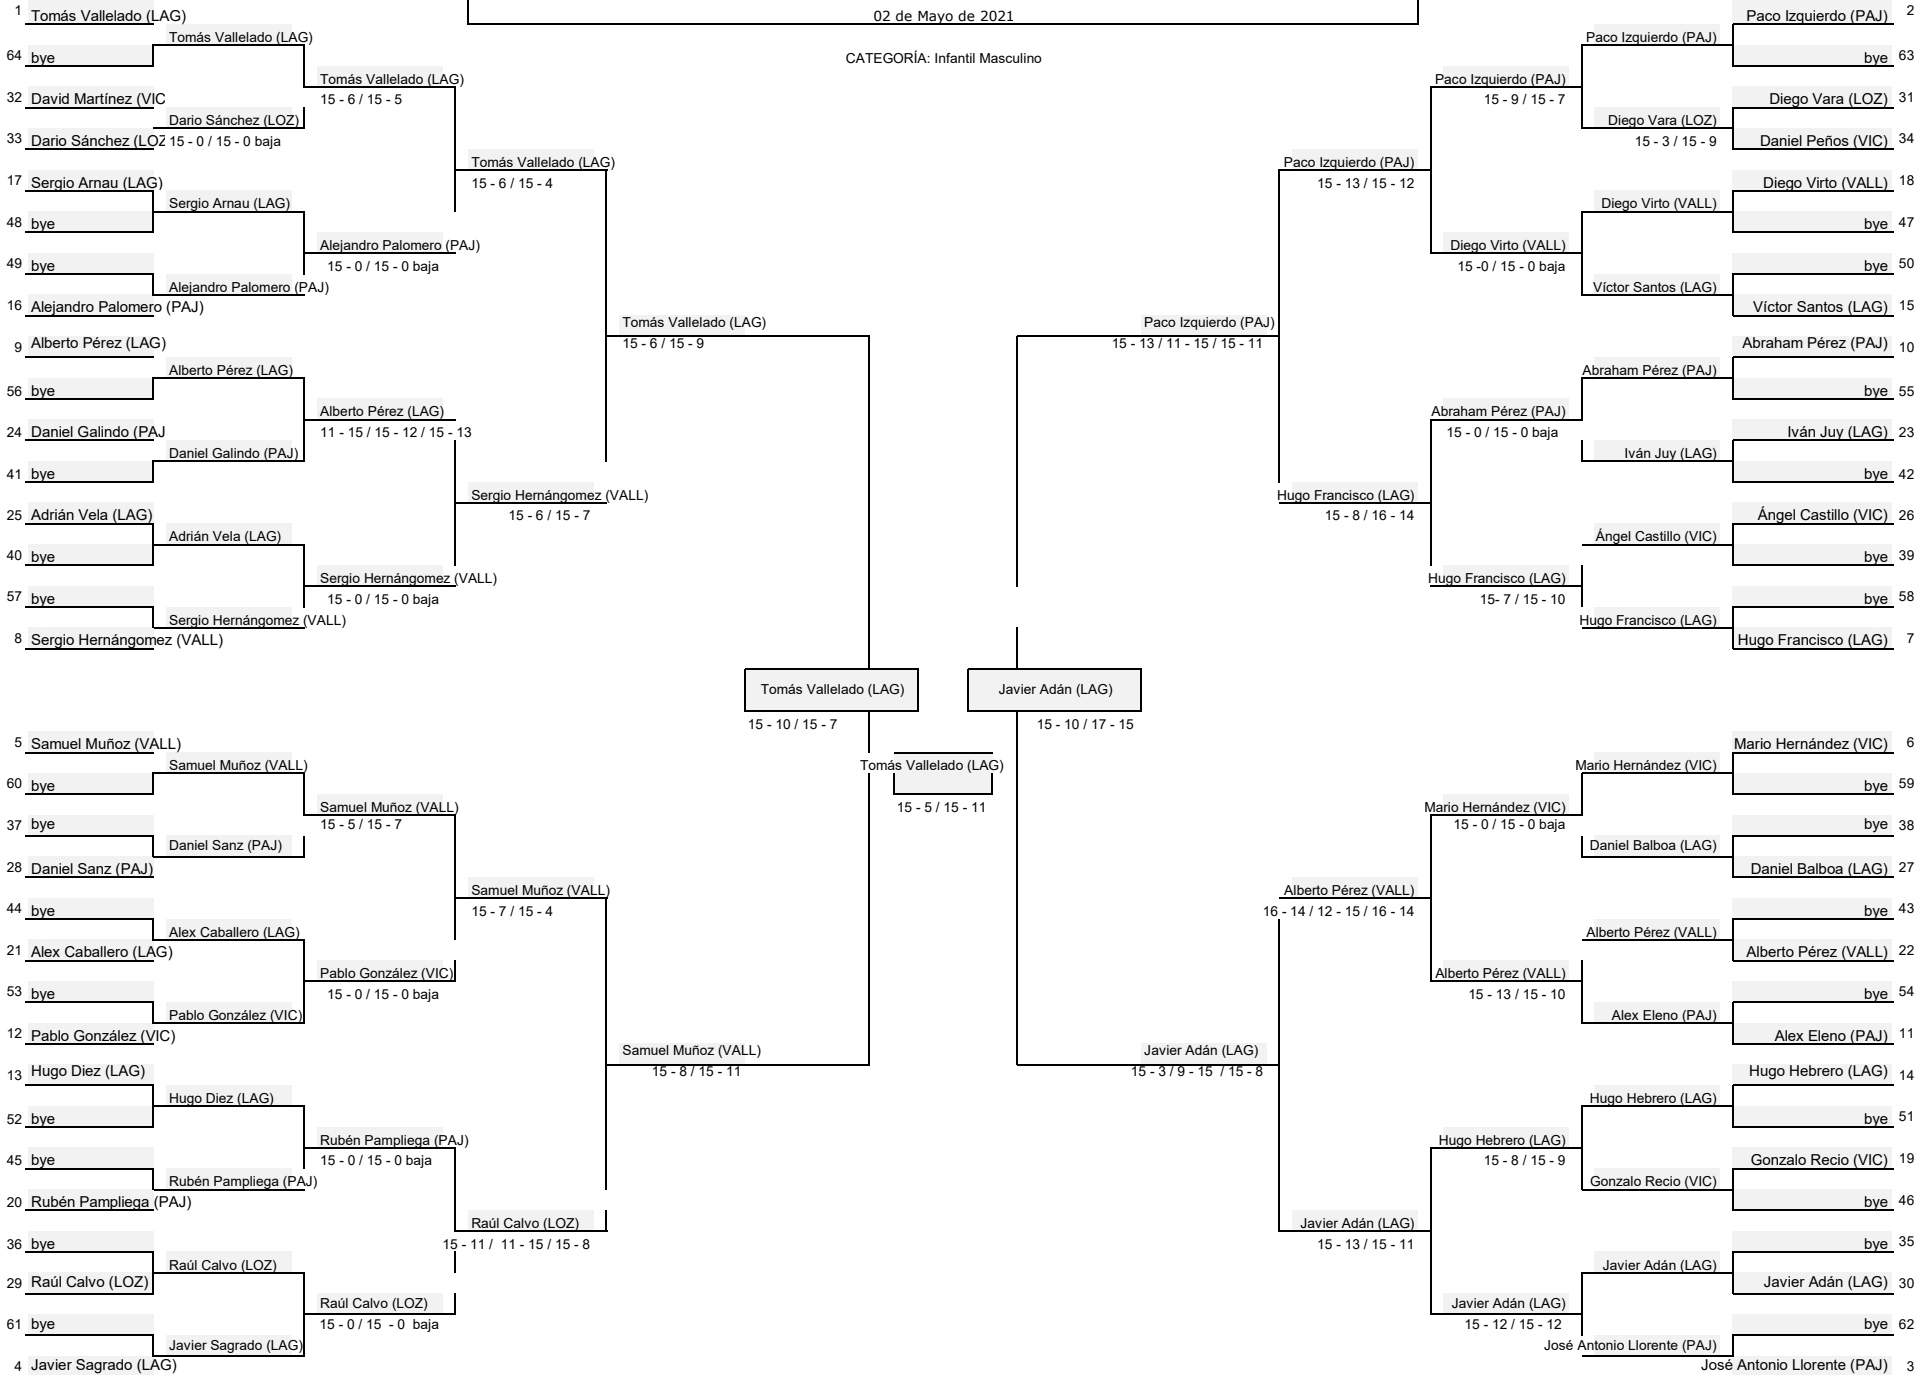 02 de Mayo de 2021
CATEGORÍA: Infantil Masculino
1 Tomás Vallelado (LAG)
Tomás Vallelado (LAG)
64 bye
Tomás Vallelado (LAG)
15 - 6 / 15 - 5
32 David Martínez (VIC
Dario Sánchez (LOZ)
33 Dario Sánchez (LOZ
15 - 0 / 15 - 0 baja
Tomás Vallelado (LAG)
15 - 6 / 15 - 4
17 Sergio Arnau (LAG)
Sergio Arnau (LAG)
48 bye
Alejandro Palomero (PAJ)
15 - 0 / 15 - 0 baja
49 bye
Alejandro Palomero (PAJ)
16 Alejandro Palomero (PAJ)
Tomás Vallelado (LAG)
15 - 6 / 15 - 9
9 Alberto Pérez (LAG)
Alberto Pérez (LAG)
56 bye
Alberto Pérez (LAG)
11 - 15 / 15 - 12 / 15 - 13
24 Daniel Galindo (PAJ
Daniel Galindo (PAJ)
41 bye
Sergio Hernángomez (VALL)
15 - 6 / 15 - 7
25 Adrián Vela (LAG)
Adrián Vela (LAG)
40 bye
Sergio Hernángomez (VALL)
15 - 0 / 15 - 0 baja
57 bye
Sergio Hernángomez (VALL)
8 Sergio Hernángomez (VALL)
Tomás Vallelado (LAG)
15 - 10 / 15 - 7
5 Samuel Muñoz (VALL)
Samuel Muñoz (VALL)
60 bye
Samuel Muñoz (VALL)
15 - 5 / 15 - 7
37 bye
Daniel Sanz (PAJ)
28 Daniel Sanz (PAJ)
Samuel Muñoz (VALL)
15 - 7 / 15 - 4
44 bye
Alex Caballero (LAG)
21 Alex Caballero (LAG)
Pablo González (VIC)
15 - 0 / 15 - 0 baja
53 bye
Pablo González (VIC)
12 Pablo González (VIC)
Samuel Muñoz (VALL)
15 - 8 / 15 - 11
13 Hugo Diez (LAG)
Hugo Diez (LAG)
52 bye
Rubén Pampliega (PAJ)
15 - 0 / 15 - 0 baja
45 bye
Rubén Pampliega (PAJ)
20 Rubén Pampliega (PAJ)
Raúl Calvo (LOZ)
15 - 11 / 11 - 15 / 15 - 8
36 bye
Raúl Calvo (LOZ)
29 Raúl Calvo (LOZ)
Raúl Calvo (LOZ)
15 - 0 / 15 - 0 baja
61 bye
Javier Sagrado (LAG)
4 Javier Sagrado (LAG)
Tomás Vallelado (LAG)
15 - 5 / 15 - 11
Paco Izquierdo (PAJ) 2
Paco Izquierdo (PAJ)
bye 63
Paco Izquierdo (PAJ)
15 - 9 / 15 - 7
Diego Vara (LOZ) 31
Diego Vara (LOZ)
15 - 3 / 15 - 9
Daniel Peños (VIC) 34
Paco Izquierdo (PAJ)
15 - 13 / 15 - 12
Diego Virto (VALL) 18
Diego Virto (VALL)
bye 47
Diego Virto (VALL)
15 -0 / 15 - 0 baja
bye 50
Víctor Santos (LAG)
Víctor Santos (LAG) 15
Paco Izquierdo (PAJ)
15 - 13 / 11 - 15 / 15 - 11
Abraham Pérez (PAJ) 10
Abraham Pérez (PAJ)
bye 55
Abraham Pérez (PAJ)
15 - 0 / 15 - 0 baja
Iván Juy (LAG) 23
Iván Juy (LAG)
bye 42
Hugo Francisco (LAG)
15 - 8 / 16 - 14
Ángel Castillo (VIC) 26
Ángel Castillo (VIC)
bye 39
Hugo Francisco (LAG)
15- 7 / 15 - 10
bye 58
Hugo Francisco (LAG)
Hugo Francisco (LAG) 7
Javier Adán (LAG)
15 - 10 / 17 - 15
Mario Hernández (VIC) 6
Mario Hernández (VIC)
bye 59
Mario Hernández (VIC)
15 - 0 / 15 - 0 baja
bye 38
Daniel Balboa (LAG)
Daniel Balboa (LAG) 27
Alberto Pérez (VALL)
16 - 14 / 12 - 15 / 16 - 14
bye 43
Alberto Pérez (VALL)
Alberto Pérez (VALL) 22
Alberto Pérez (VALL)
15 - 13 / 15 - 10
bye 54
Alex Eleno (PAJ)
Alex Eleno (PAJ) 11
Javier Adán (LAG)
15 - 3 / 9 - 15 / 15 - 8
Hugo Hebrero (LAG) 14
Hugo Hebrero (LAG)
bye 51
Hugo Hebrero (LAG)
15 - 8 / 15 - 9
Gonzalo Recio (VIC) 19
Gonzalo Recio (VIC)
bye 46
Javier Adán (LAG)
15 - 13 / 15 - 11
bye 35
Javier Adán (LAG)
Javier Adán (LAG) 30
Javier Adán (LAG)
15 - 12 / 15 - 12
bye 62
José Antonio Llorente (PAJ)
José Antonio Llorente (PAJ) 3